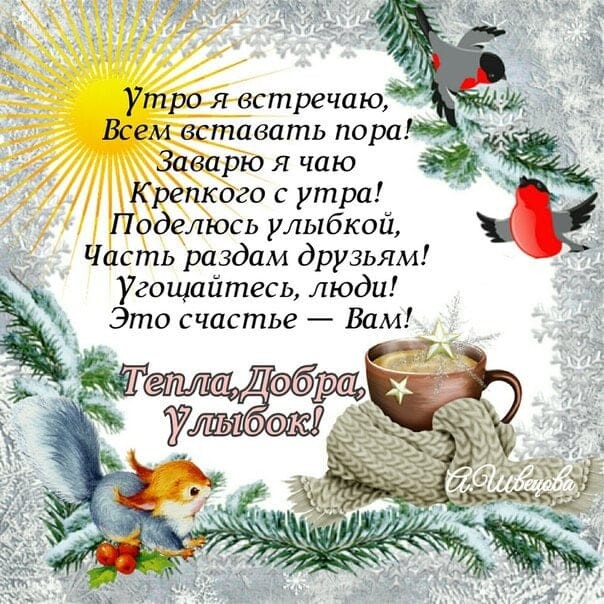 Утро я встречаю,
Всем вставать пора!
Заварю я чаю
Крепкого с утра!
Поделюсь улыбкой,
Часть раздам друзьям!
Угощайтесь, люди!
Это счастье — Вам!
Тепла, Добра,
Улыбок!
А.Швецова